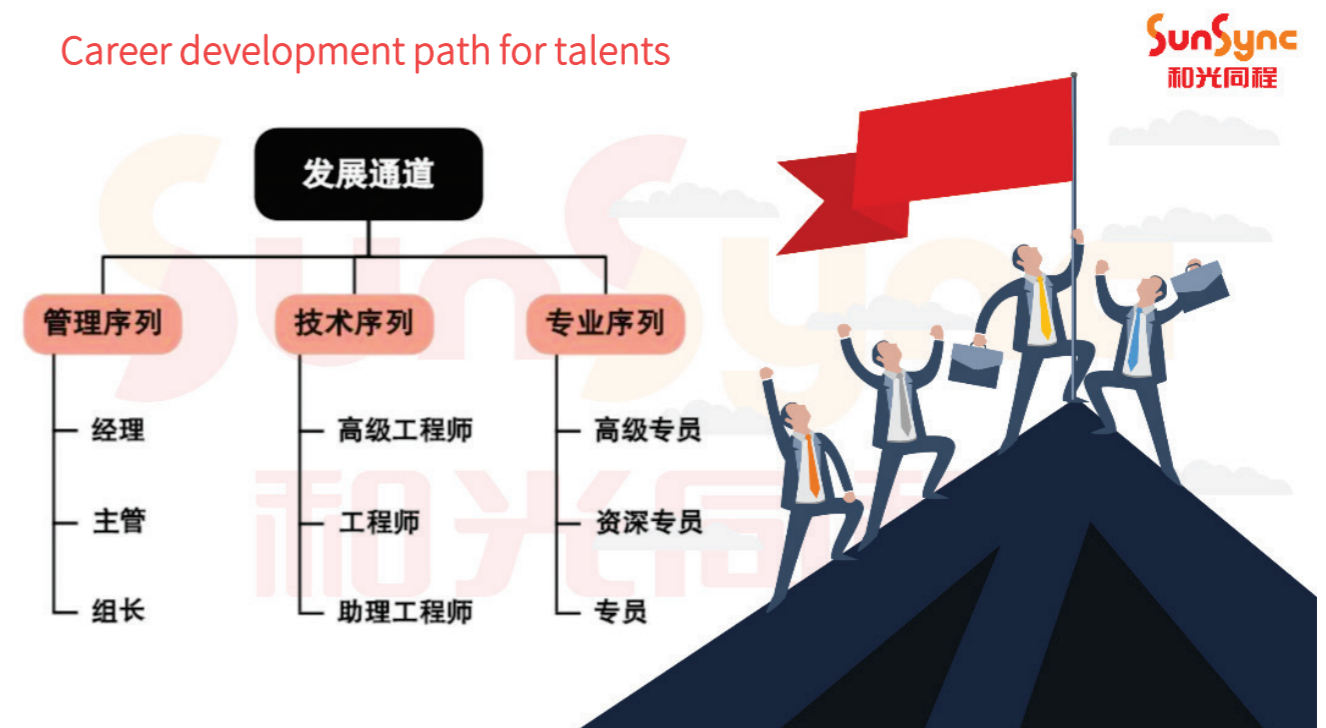 Career development path for talents
SunSync
和光同程
发展通道
管理序列
技术序列
专业序列
经理
高级工程师
高级专员
主管
工程师
资深专员
组长
助理工程师
专员